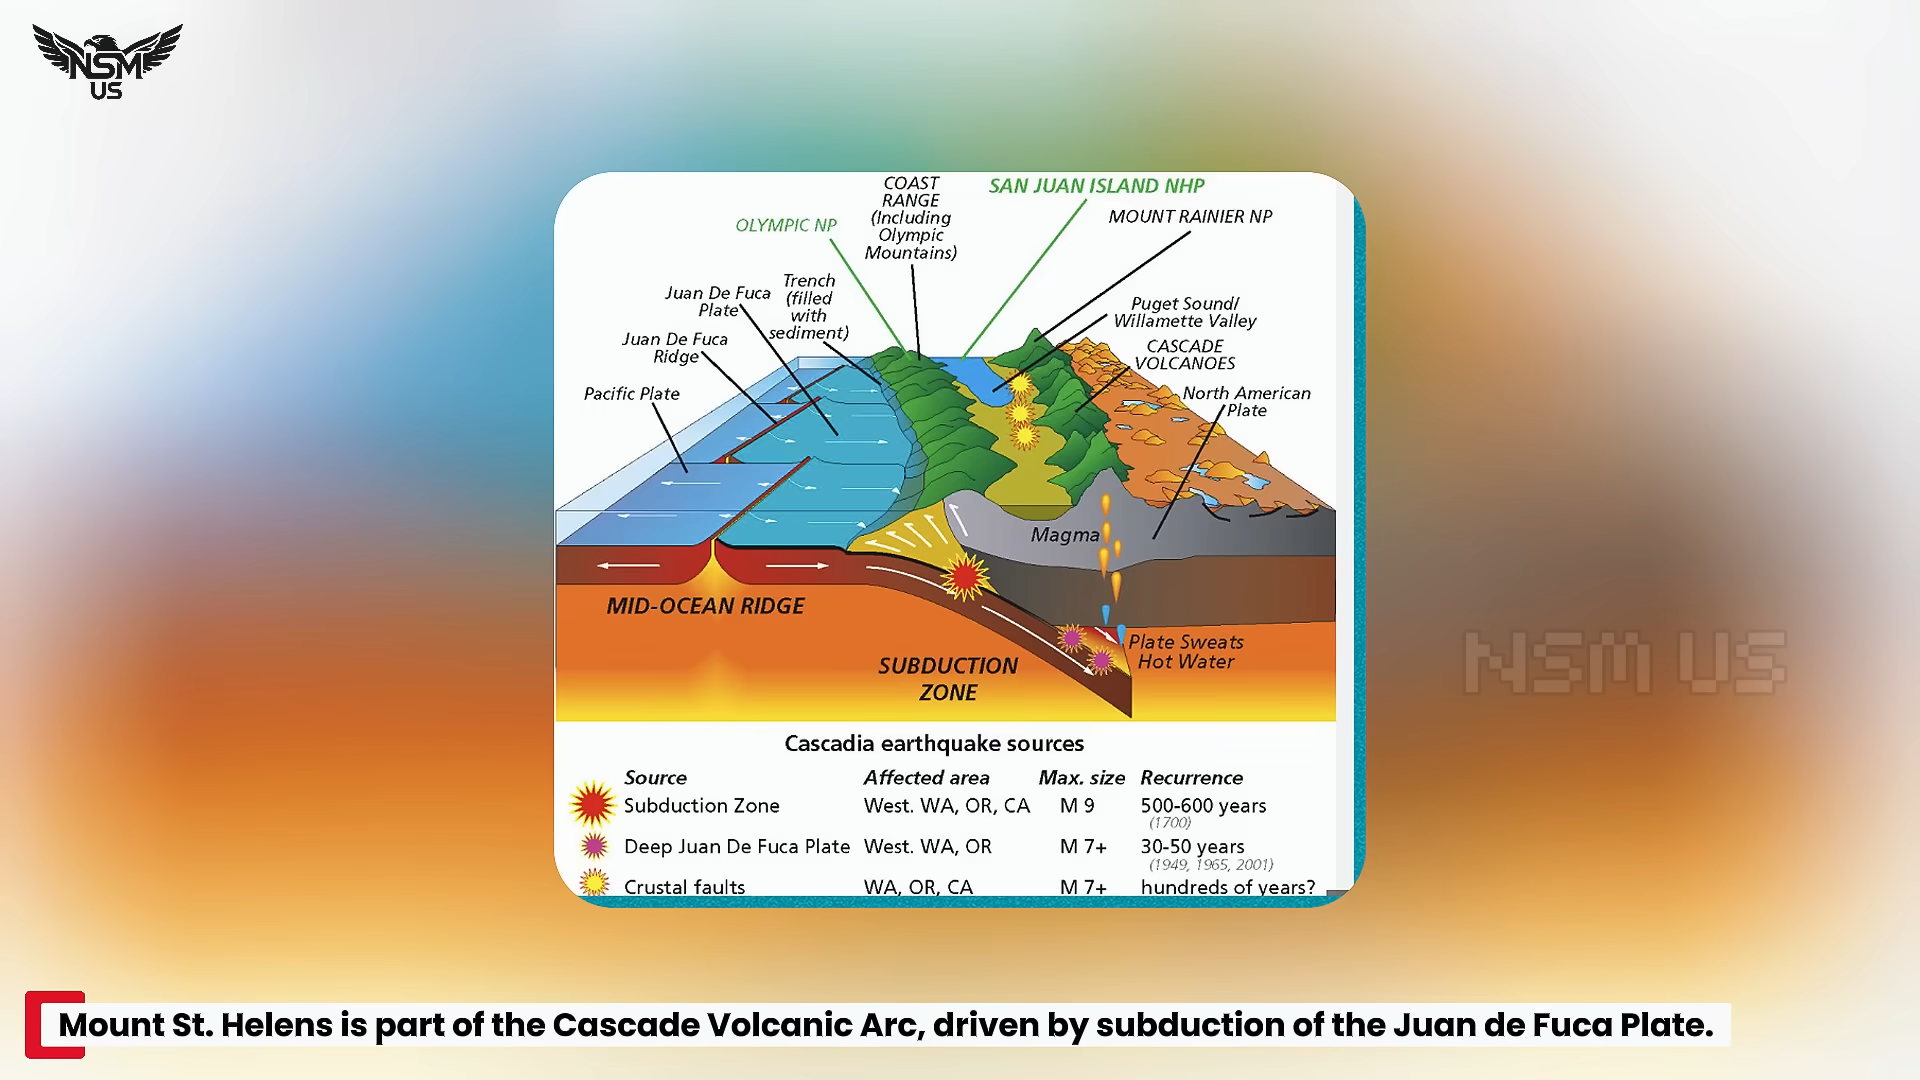 NSM
US
COAST
RANGE
(Including
Olympic
Mountains)
SAN JUAN ISLAND NHP
OLYMPIC NP
MOUNT RAINIER NP
Trench
(filled
with
sediment)
Juan De Fuca
Plate
Puget Sound/
Willamette Valley
Juan De Fuca
Ridge
CASCADE
VOLCANOES
Pacific Plate
North American
Plate
Magma
MID-OCEAN RIDGE
Plate Sweats
Hot Water
SUBDUCTION
ZONE
NSM US
Cascadia earthquake sources
Source Affected area Max. size Recurrence
Subduction Zone West. WA, OR, CA M 9 500-600 years
(1700)
Deep Juan De Fuca Plate West. WA, OR M 7+ 30-50 years
(1949, 1965, 2001)
Crustal faults WA, OR, CA M 7+ hundreds of years?
Mount St. Helens is part of the Cascade Volcanic Arc, driven by subduction of the Juan de Fuca Plate.